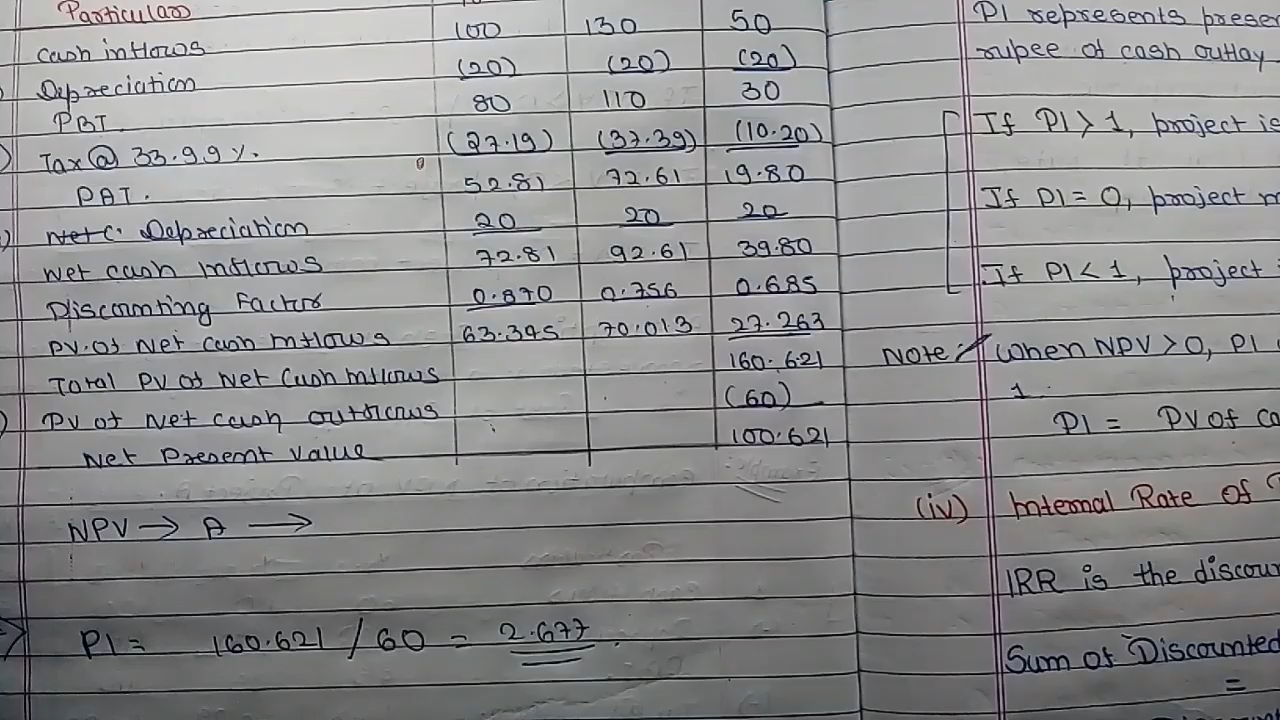 Particulars
Cash inflows 100 130 50
Depreciation (20) (20) (20)
PBT 80 110 30
Tax @ 33.99%. (27.19) (37.39) (10.20)
PAT. 52.81 72.61 19.80
Depreciation 20 20 20
Net cash inflows 72.81 92.61 39.80
Discounting Factor 0.870 0.756 0.685
PV of Net cash inflows 63.345 70.013 27.263
Total PV of Net Cash inflows 160.621
PV of Net cash outflows (60)
Net Present Value 100.621
NPV → A →
PI = 160.621 / 60 = 2.677
PI represents presen
rupee of cash outlay
If PI > 1, project is
If PI = 0, project
If PI < 1, project
Note :- When NPV > 0, PI
1.
PI = PV of ca
(iv) Internal Rate of
IRR is the discoun
Sum of Discounted
=